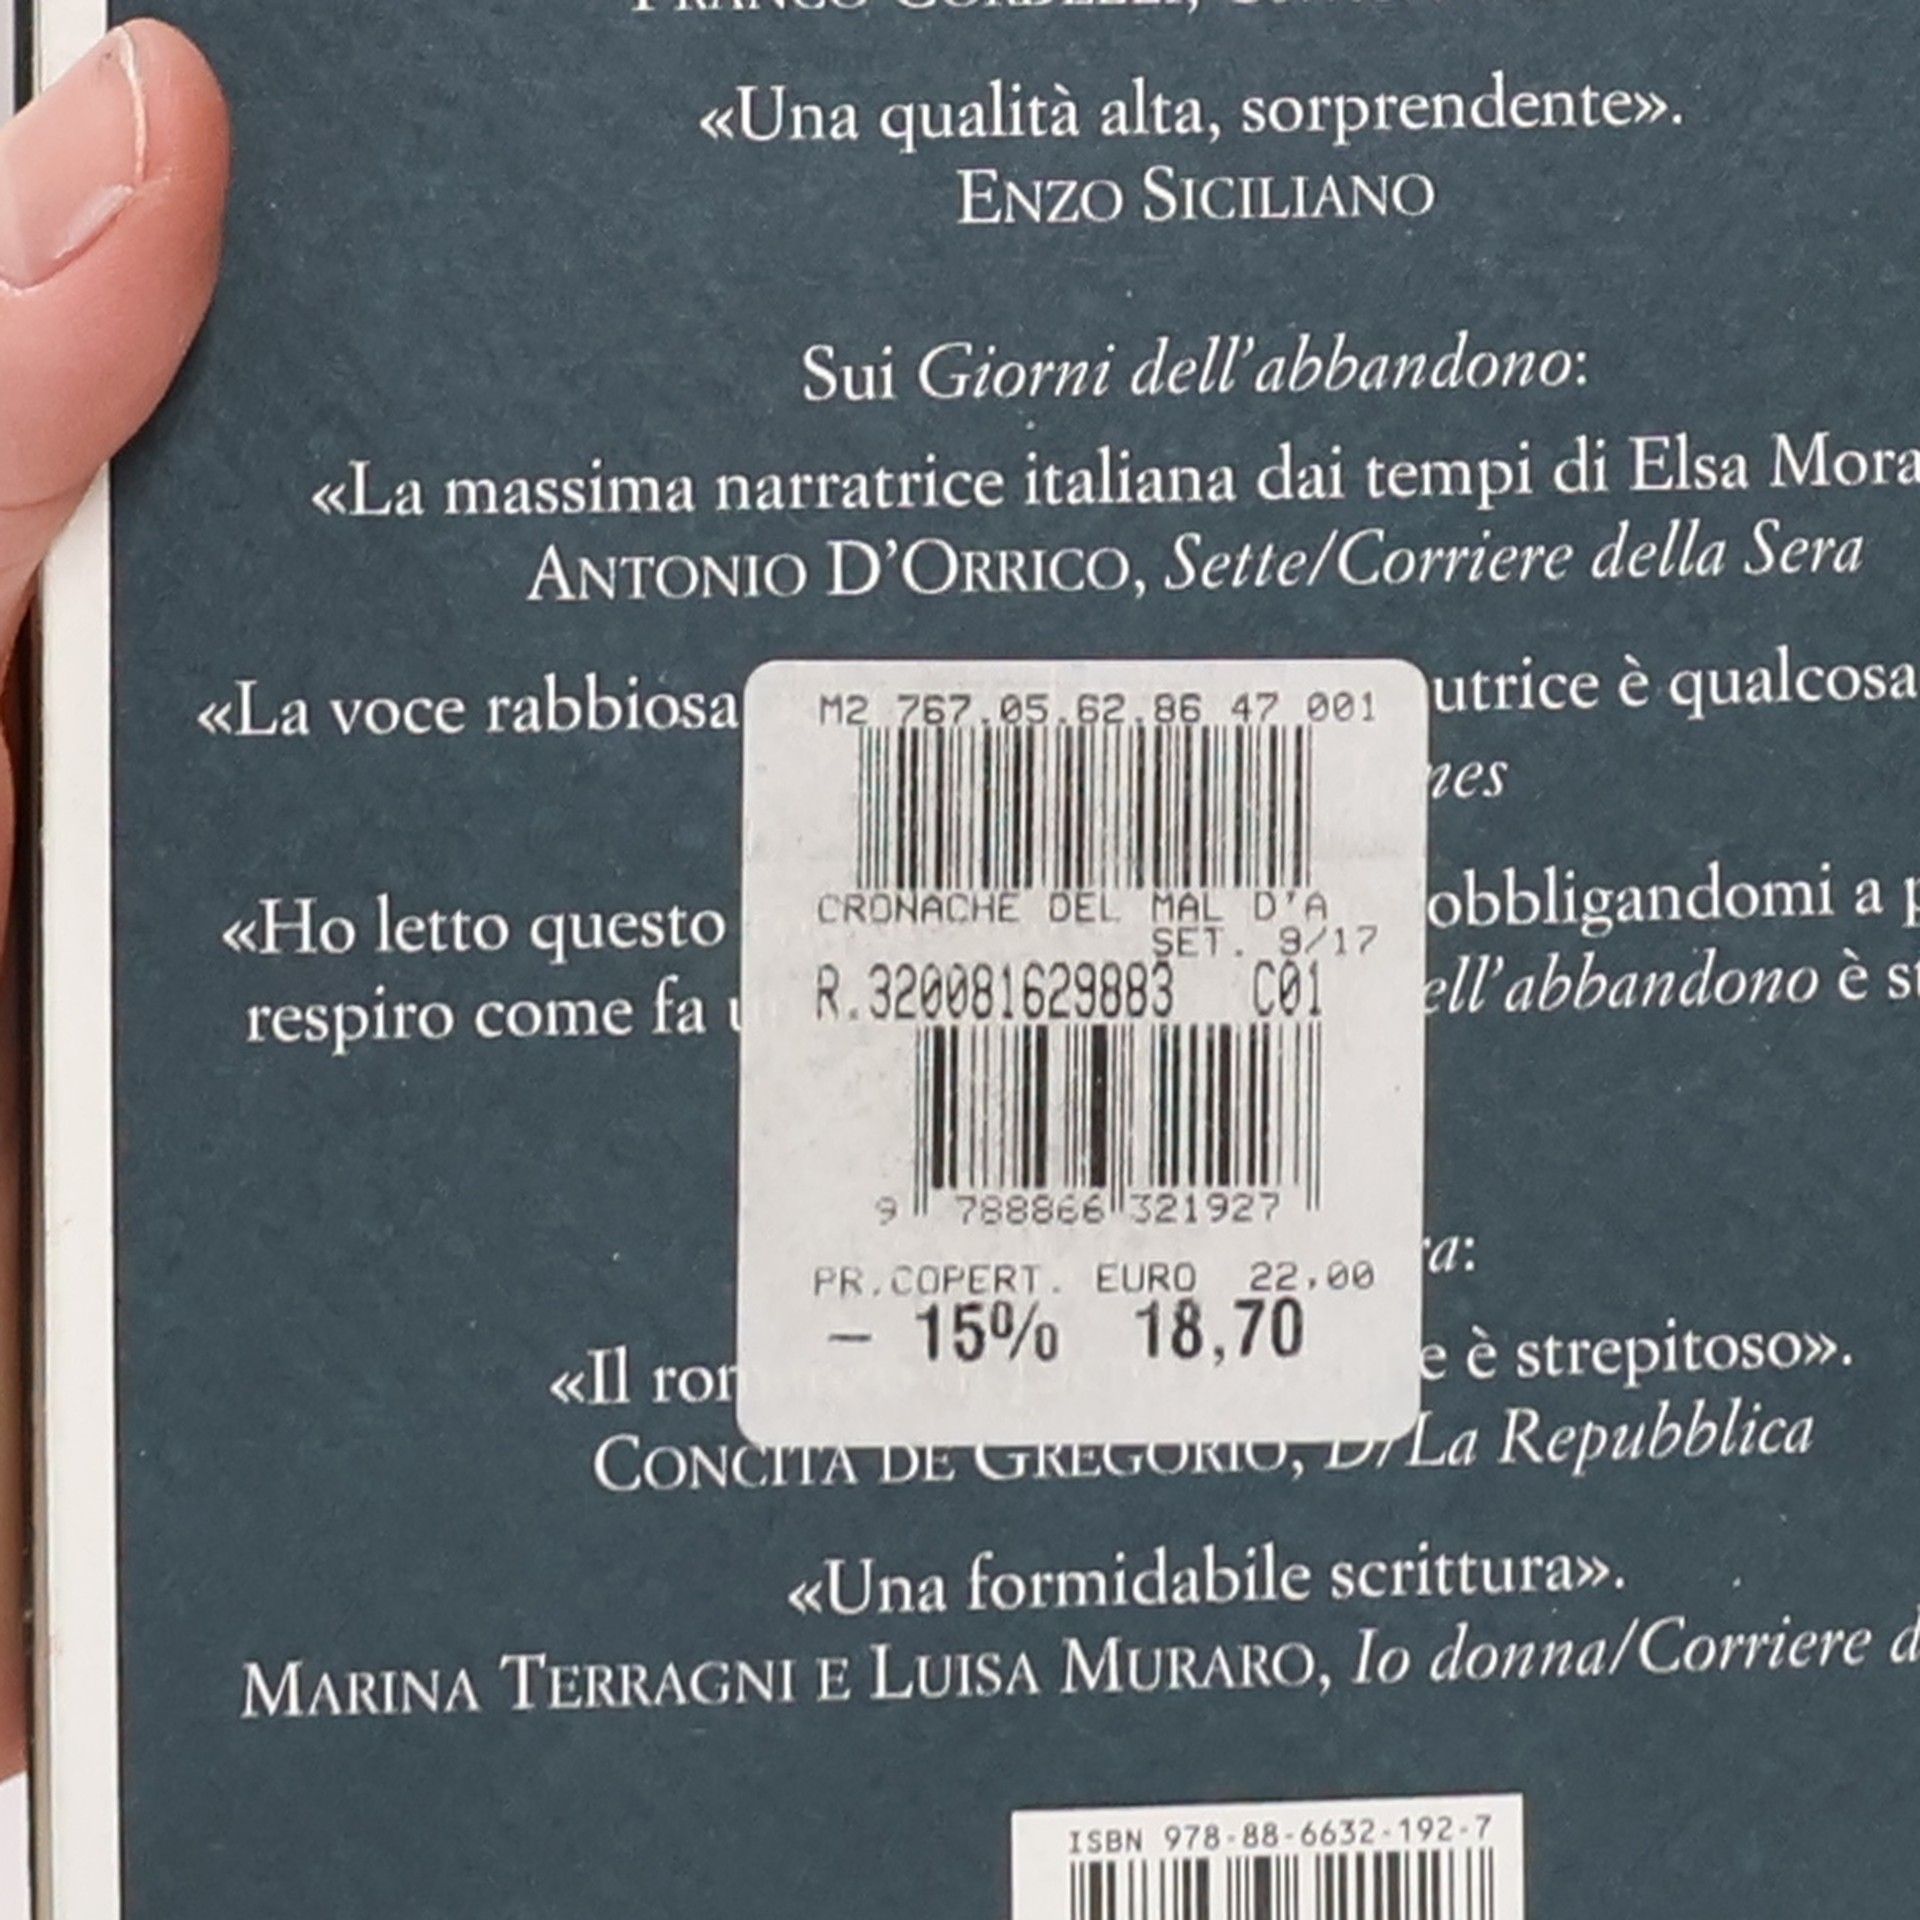 «Una qualità alta, sorprendente».
ENZO SICILIANO
Sui Giorni dell'abbandono:
«La massima narratrice italiana dai tempi di Elsa Mora
ANTONIO D'ORRICO, Sette/Corriere della Sera
«La voce rabbiosa utrice è qualcosa
nes
«Ho letto questo obbligandomi a p
respiro come fa ell'abbandono è st
M2 767.05.62.86 47 001
CRONACHE DEL MAL D'A
SET. 9/17
R.320081629883 C01
9 788866 321927
PR.COPERT. EURO 22,00
– 15% 18,70
ra:
«Il ror e è strepitoso».
CONCITA DE GREGORIO, D/La Repubblica
«Una formidabile scrittura».
MARINA TERRAGNI E LUISA MURARO, Io donna/Corriere d
ISBN 978-88-6632-192-7